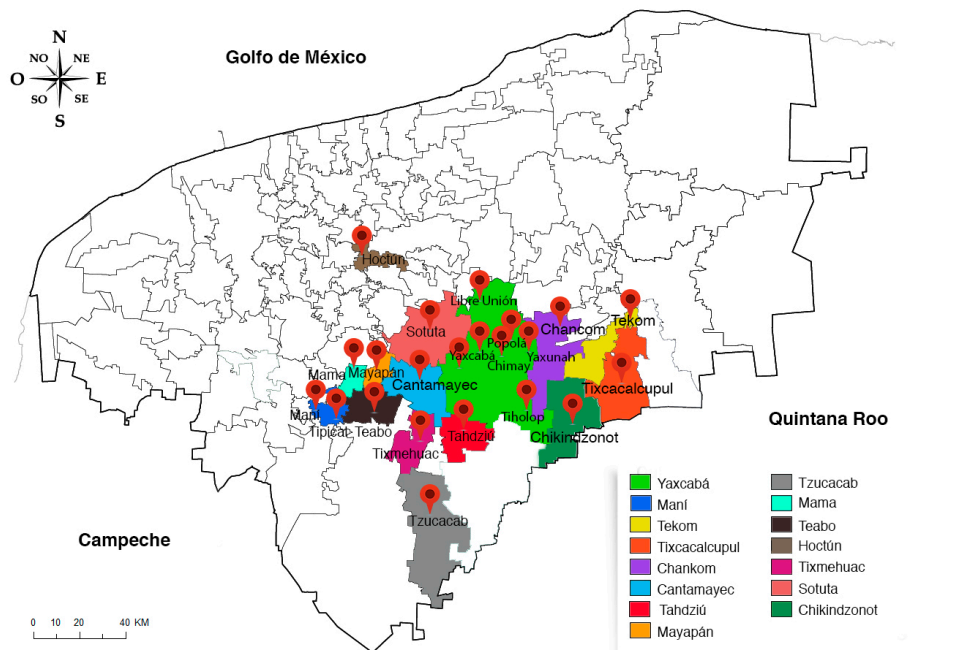 Golfo de México
N
NO NE
O E
SO SE
S
Hoctún
Libre Unión
Sotuta
Chancom
Tekom
Popolá
Yaxcabá
Yaxunah
Chimay
Mama
Mayapán
Cantamayec
Tixcacalcupul
Maní
Tipical
Teabo
Tiholop
Tahdziú
Chikindzonot
Tixmehuac
Quintana Roo
Tzucacab
Campeche
0 10 20 40 KM
Yaxcabá
Maní
Tekom
Tixcacalcupul
Chankom
Cantamayec
Tahdziú
Mayapán
Tzucacab
Mama
Teabo
Hoctún
Tixmehuac
Sotuta
Chikindzonot